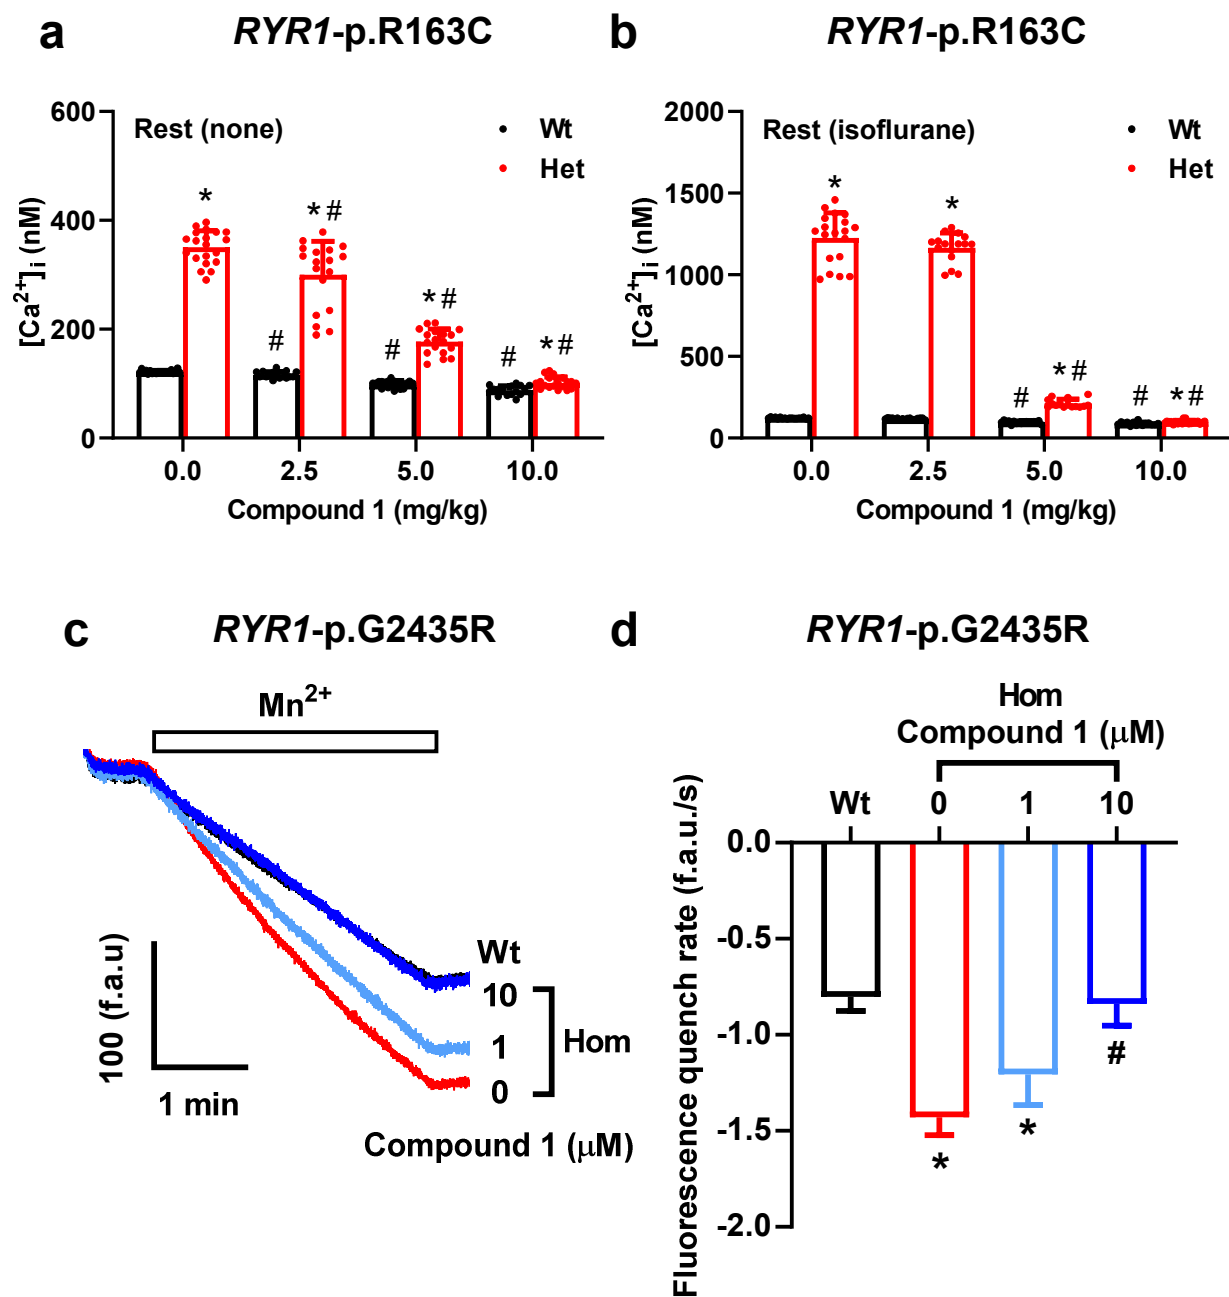 a
RYR1-p.R163C
600
400
200
0
[Ca2+]i (nM)
Rest (none)
Wt
Het
*
* #
#
* #
#
* #
#
0.0 2.5 5.0 10.0
Compound 1 (mg/kg)
b
RYR1-p.R163C
2000
1500
1000
500
0
[Ca2+]i (nM)
Rest (isoflurane)
Wt
Het
*
*
* #
#
* #
#
0.0 2.5 5.0 10.0
Compound 1 (mg/kg)
c
RYR1-p.G2435R
Mn2+
100 (f.a.u)
1 min
Wt
10
1
0
Hom
Compound 1 (μM)
d
RYR1-p.G2435R
Hom
Compound 1 (μM)
Wt 0 1 10
0.0
-0.5
-1.0
-1.5
-2.0
Fluorescence quench rate (f.a.u./s)
#
*
*